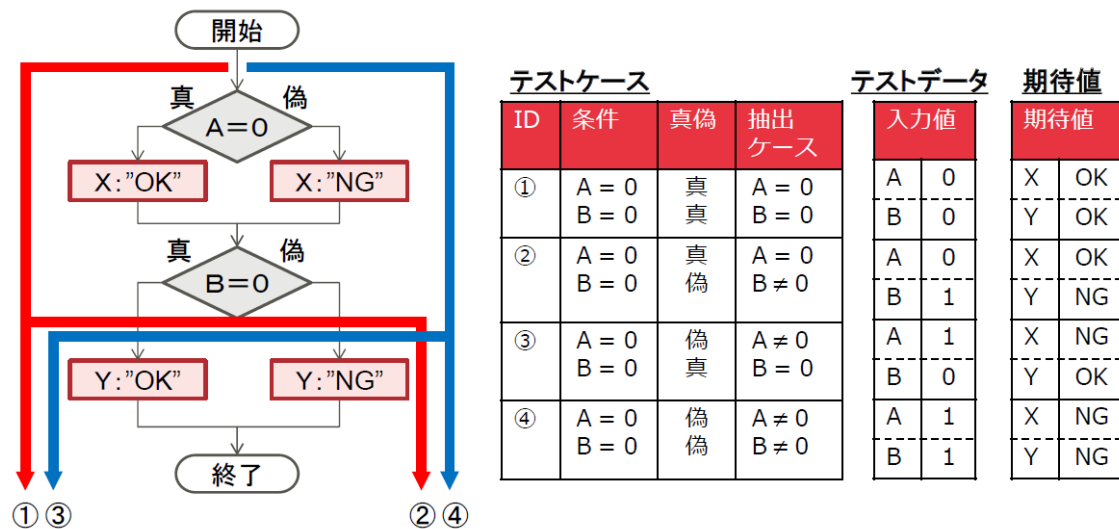 開始
真
偽
A=0
X:"OK"
X:"NG"
真
偽
B=0
Y:"OK"
Y:"NG"
終了
① ③
② ④
テストケース
ID 条件 真偽 抽出
ケース
① A = 0 真 A = 0
B = 0 真 B = 0
② A = 0 真 A = 0
B = 0 偽 B ≠ 0
③ A = 0 偽 A ≠ 0
B = 0 真 B = 0
④ A = 0 偽 A ≠ 0
B = 0 偽 B ≠ 0
テストデータ
入力値
A 0
B 0
A 0
B 1
A 1
B 0
A 1
B 1
期待値
期待値
X OK
Y OK
X OK
Y NG
X NG
Y OK
X NG
Y NG